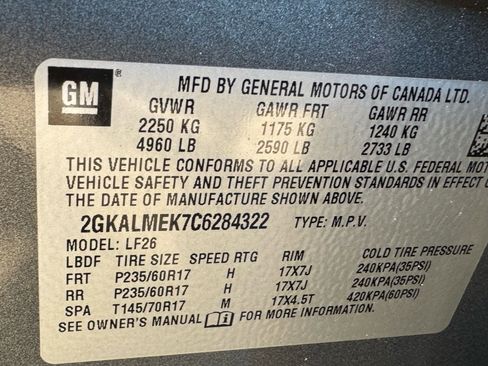 GM
MFD BY GENERAL MOTORS OF CANADA LTD.
GVWR GAWR FRT GAWR RR
2250 KG 1175 KG 1240 KG
4960 LB 2590 LB 2733 LB
THIS VEHICLE CONFORMS TO ALL APPLICABLE U.S. FEDERAL MOT
VEHICLE SAFETY AND THEFT PREVENTION STANDARDS IN EFFECT O
THE DATE OF MANUFACTURE SHOWN ABOVE.
2GKALMEK7C6284322 TYPE: M.P.V.
MODEL: LF26
LBDF TIRE SIZE SPEED RTG RIM COLD TIRE PRESSURE
FRT P235/60R17 H 17X7J 240KPA(35PSI)
RR P235/60R17 H 17X7J 240KPA(35PSI)
SPA T145/70R17 M 17X4.5T 420KPA(60PSI)
SEE OWNER'S MANUAL FOR MORE INFORMATION.